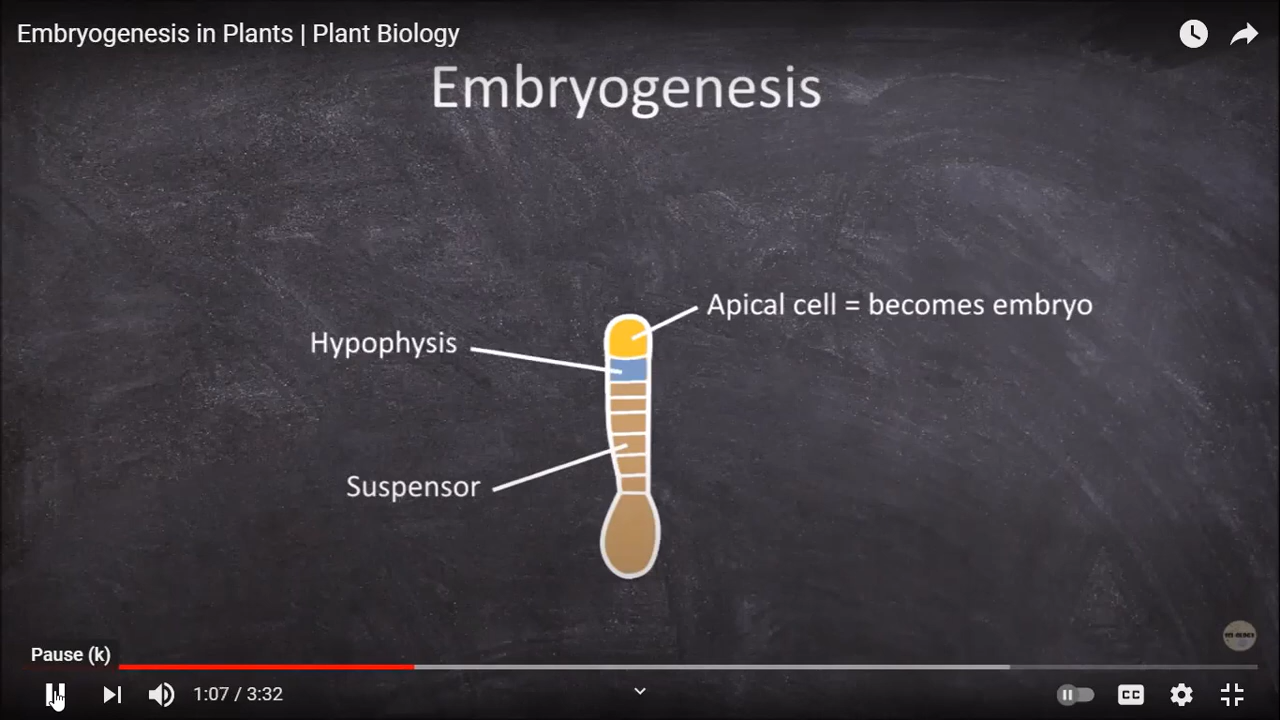 Embryogenesis in Plants | Plant Biology
Embryogenesis
Apical cell = becomes embryo
Hypophysis
Suspensor
Pause (k)
1:07 / 3:32
CC